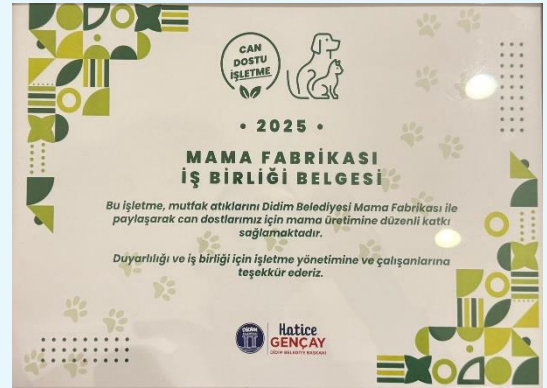 CAN
DOSTU
İŞLETME
• 2025 •
MAMA FABRİKASI
İŞ BİRLİĞİ BELGESİ
Bu işletme, mutfak atıklarını Didim Belediyesi Mama Fabrikası ile
paylaşarak can dostlarımız için mama üretimine düzenli katkı
sağlamaktadır.
Duyarlılığı ve iş birliği için işletme yönetimine ve çalışanlarına
teşekkür ederiz.
Hatice
GENÇAY
DİDİM BELEDİYE BAŞKANI